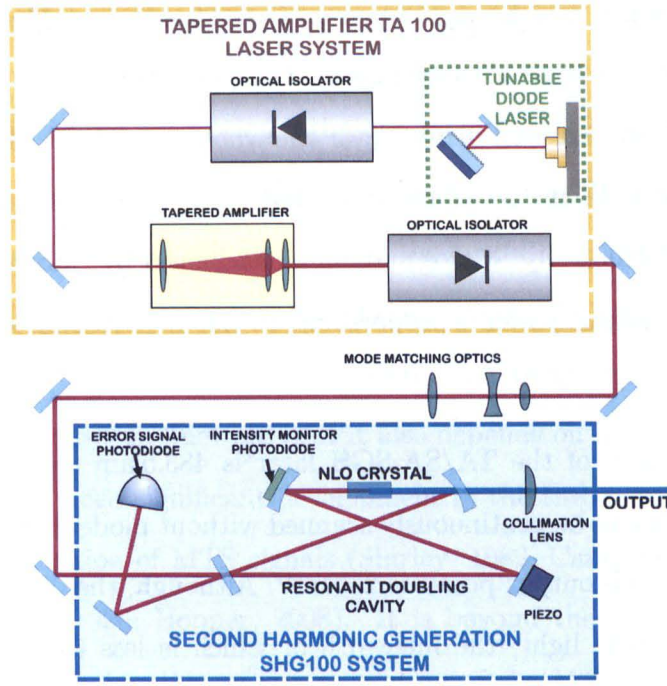 TAPERED AMPLIFIER TA 100
LASER SYSTEM
OPTICAL ISOLATOR
TUNABLE
DIODE
LASER
TAPERED AMPLIFIER
OPTICAL ISOLATOR
MODE MATCHING OPTICS
ERROR SIGNAL
PHOTODIODE
INTENSITY MONITOR
PHOTODIODE
NLO CRYSTAL
OUTPUT
COLLIMATION
LENS
RESONANT DOUBLING
CAVITY
PIEZO
SECOND HARMONIC GENERATION
SHG100 SYSTEM